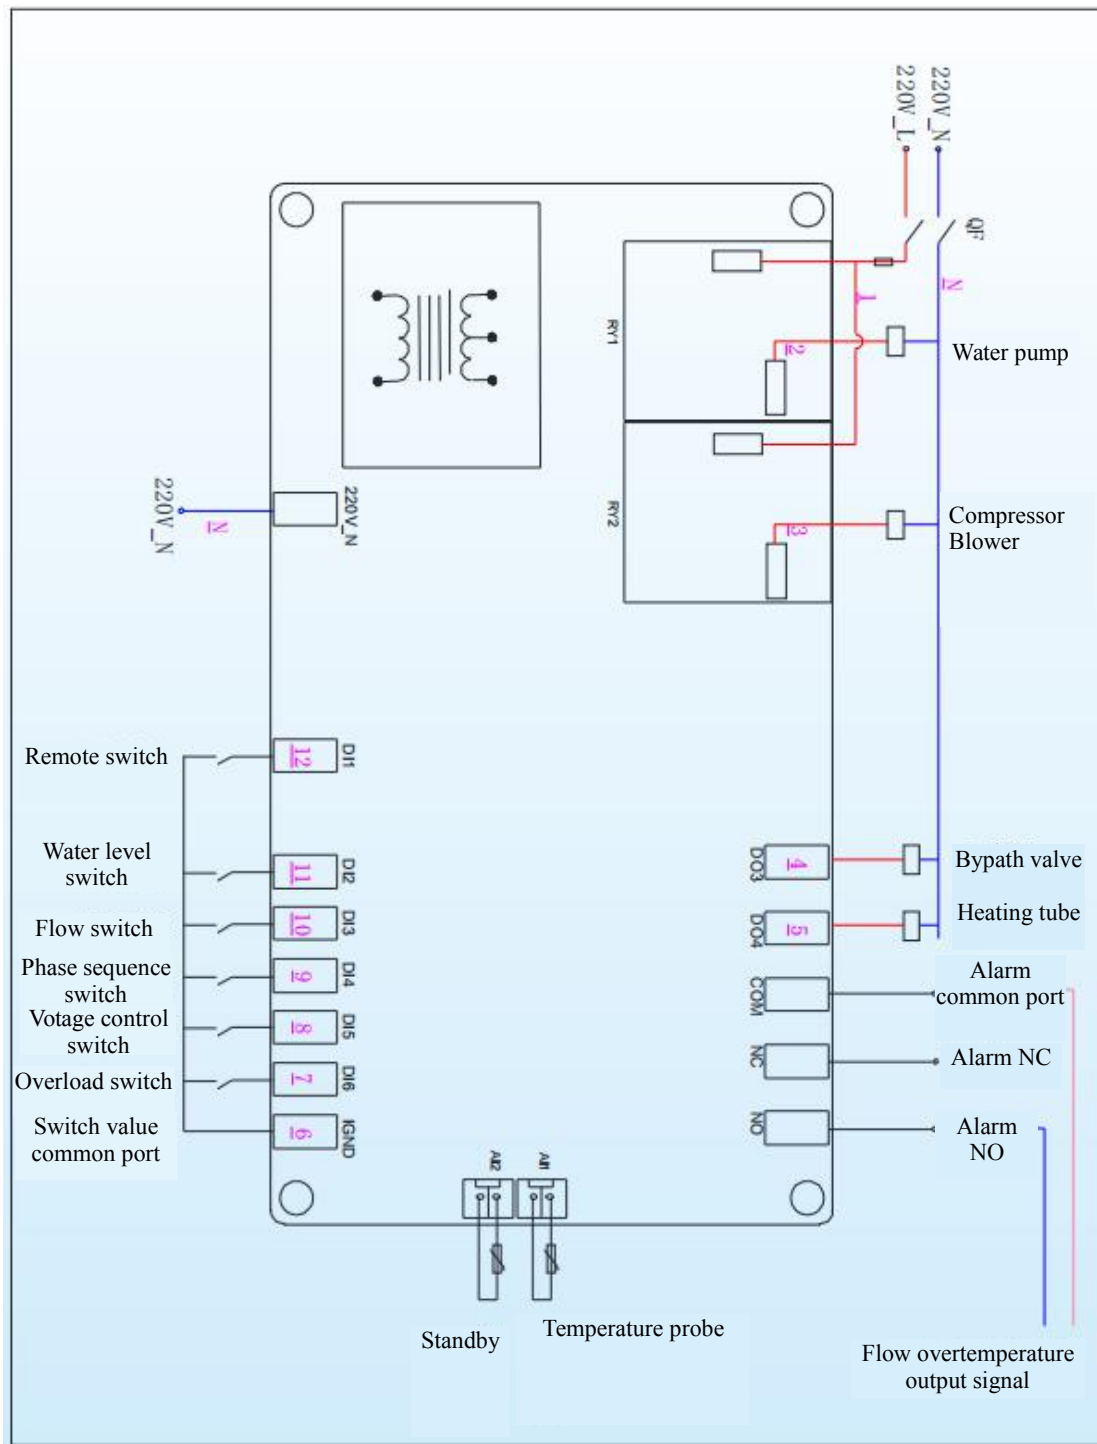 220V_L
220V_N
QF
N
1
RY1
2
Water pump
RY2
3
Compressor
Blower
220V_N
N
220V_N
Remote switch
12
DI1
Water level
switch
11
DI2
Flow switch
10
DI3
Phase sequence
switch
9
DI4
Votage control
switch
8
DI5
Overload switch
7
DI6
Switch value
common port
6
IGND
DO3
4
Bypath valve
DO4
5
Heating tube
COM
Alarm
common port
NC
Alarm NC
NO
Alarm
NO
AI2
AI1
Standby
Temperature probe
Flow overtemperature
output signal